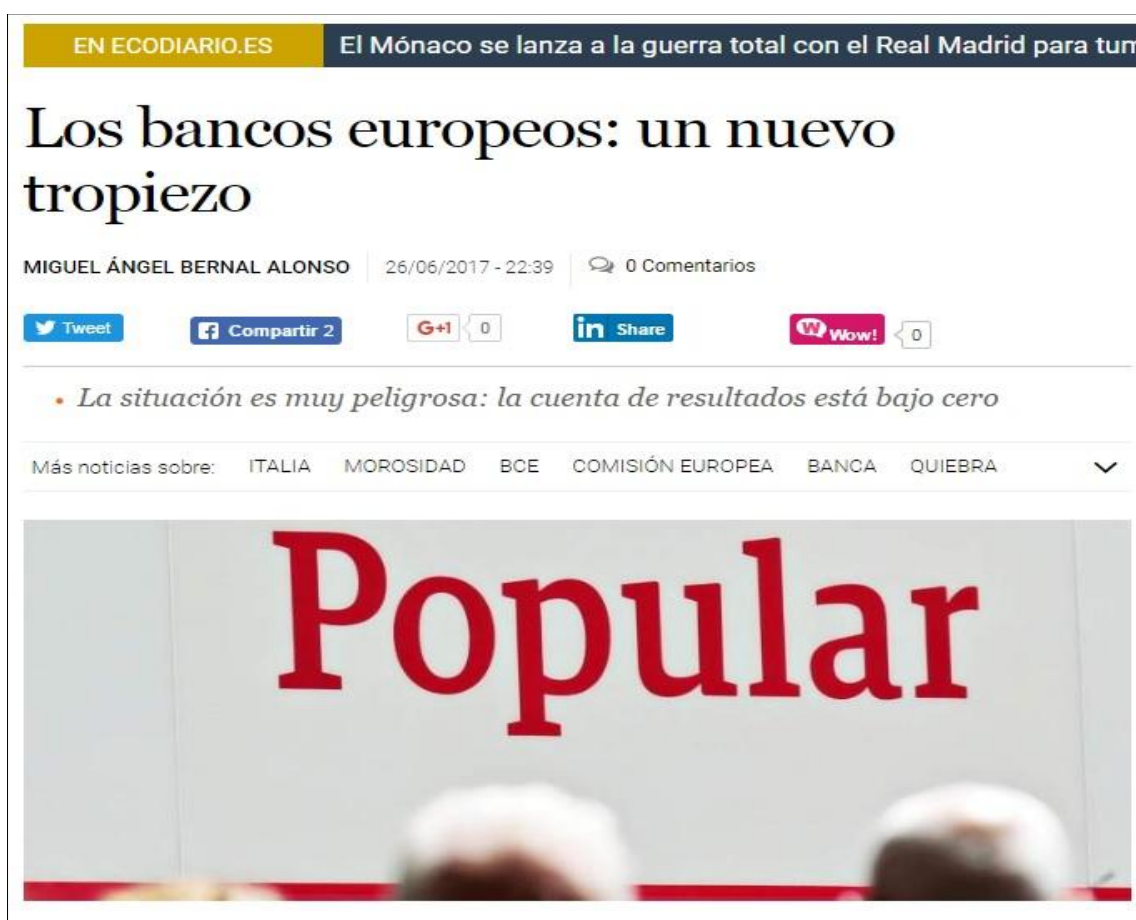 EN ECODIARIO.ES El Mónaco se lanza a la guerra total con el Real Madrid para tum
Los bancos europeos: un nuevo
tropiezo
MIGUEL ÁNGEL BERNAL ALONSO 26/06/2017 - 22:39 0 Comentarios
Tweet Compartir 2 G+1 0 in Share W Wow! 0
• La situación es muy peligrosa: la cuenta de resultados está bajo cero
Más noticias sobre: ITALIA MOROSIDAD BCE COMISIÓN EUROPEA BANCA QUIEBRA
Popular